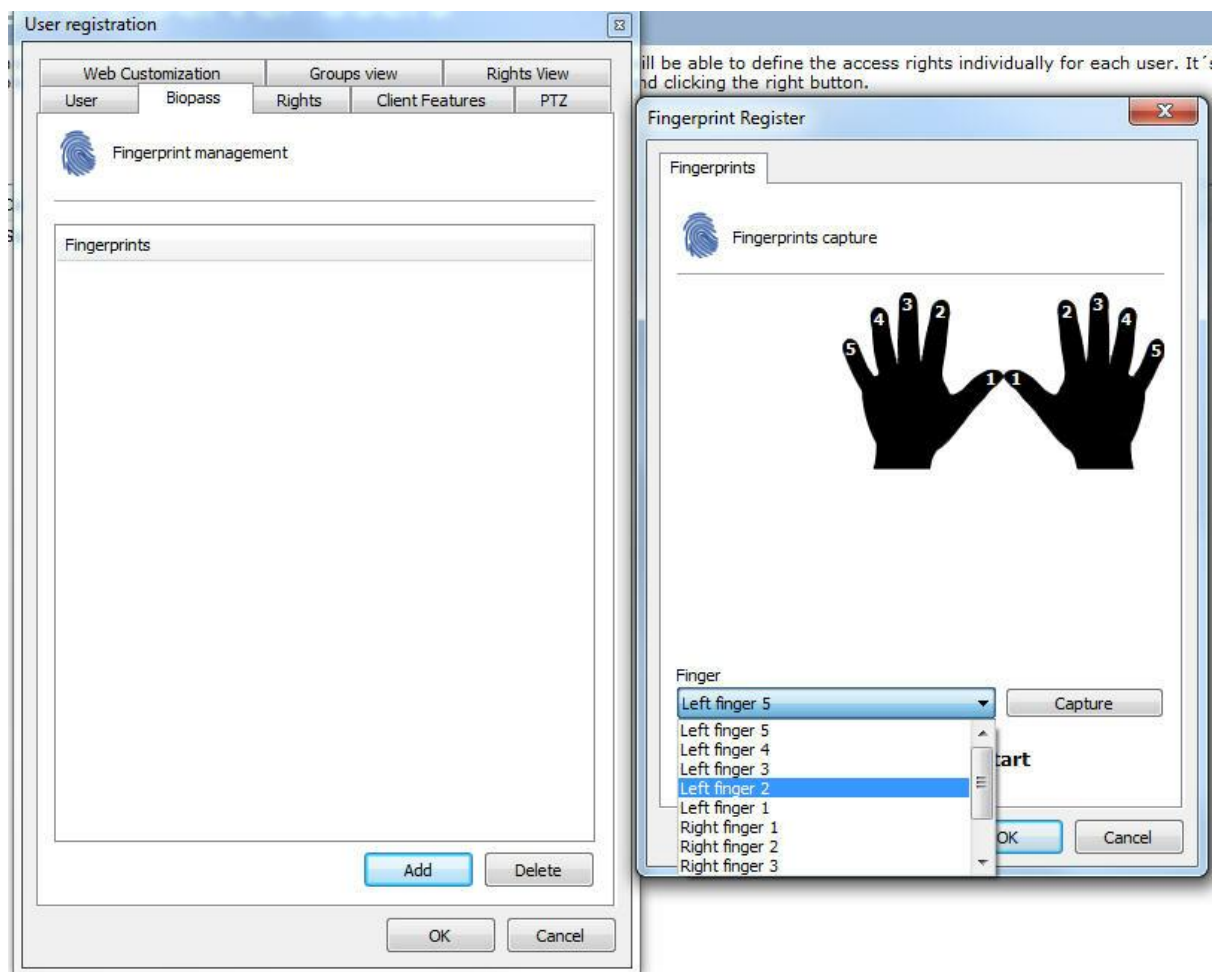 User registration
Web Customization Groups view Rights View
User Biopass Rights Client Features PTZ
Fingerprint management
Fingerprints
Add Delete
OK Cancel
ill be able to define the access rights individually for each user. It´s
nd clicking the right button.
Fingerprint Register
Fingerprints
Fingerprints capture
5 4 3 2 1 1 2 3 4 5
Finger
Left finger 5 Capture
Left finger 5
Left finger 4
Left finger 3
Left finger 2
Left finger 1
Right finger 1
Right finger 2
Right finger 3
tart
OK Cancel